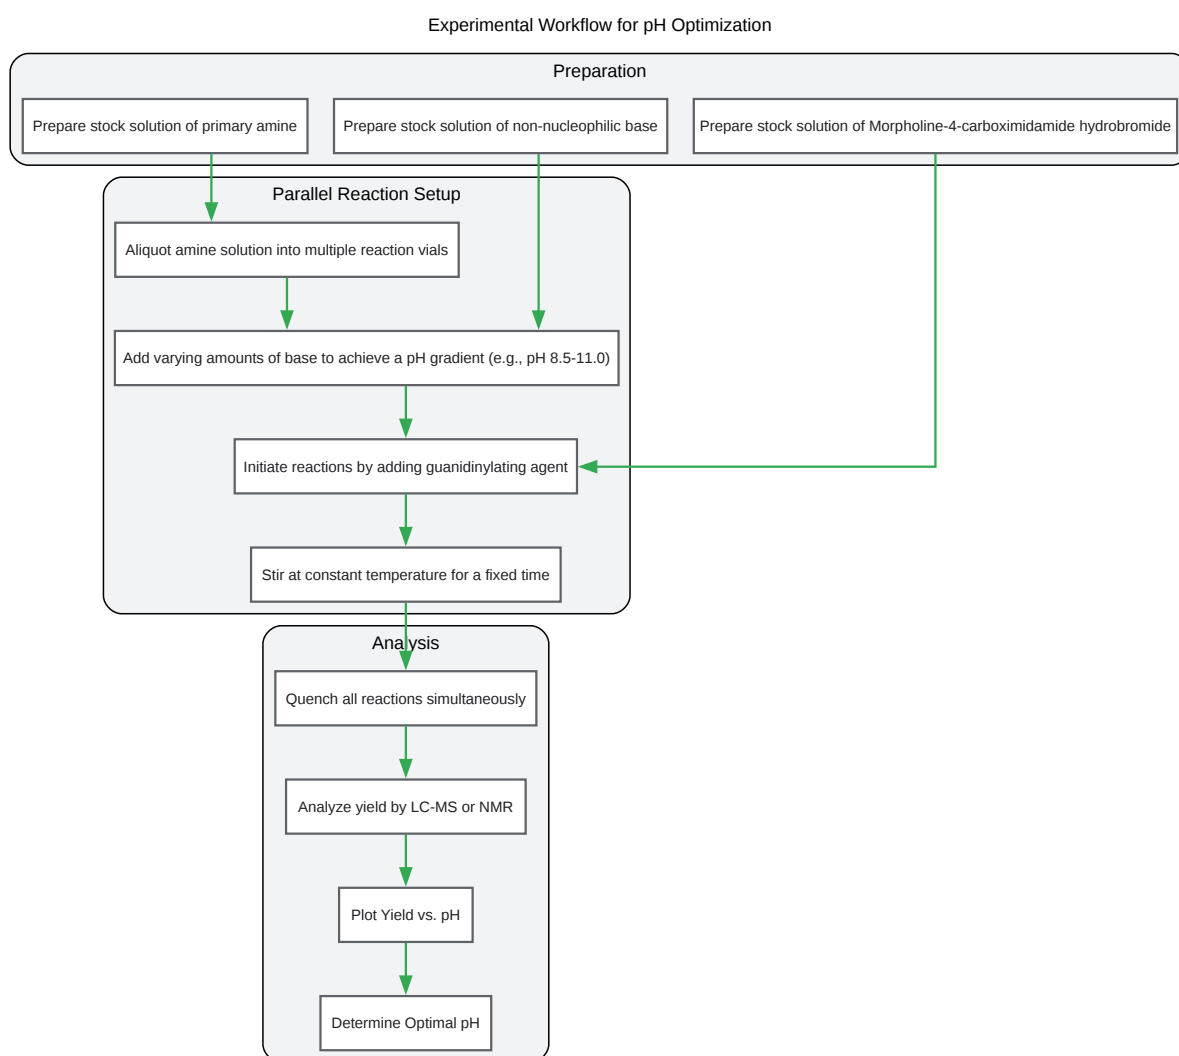 Experimental Workflow for pH Optimization
Preparation
Prepare stock solution of primary amine
Prepare stock solution of non-nucleophilic base
Prepare stock solution of Morpholine-4-carboximidamide hydrobromide
Parallel Reaction Setup
Aliquot amine solution into multiple reaction vials
Add varying amounts of base to achieve a pH gradient (e.g., pH 8.5-11.0)
Initiate reactions by adding guanidinylating agent
Stir at constant temperature for a fixed time
Analysis
Quench all reactions simultaneously
Analyze yield by LC-MS or NMR
Plot Yield vs. pH
Determine Optimal pH